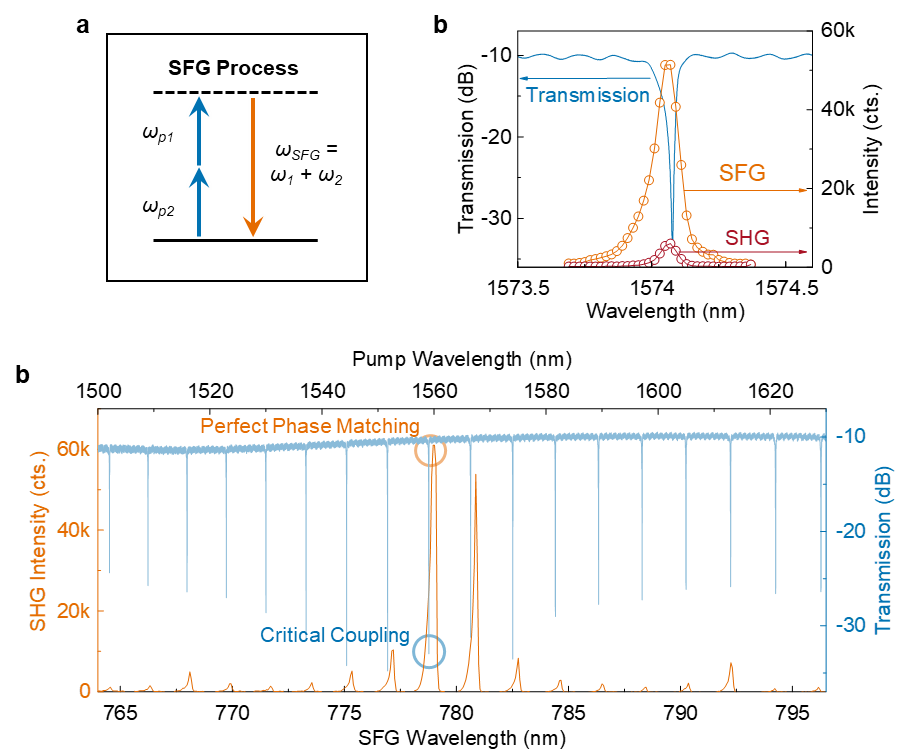 a
SFG Process
ωp1
ωp2
ωSFG =
ω1 + ω2
b
60k
-10
40k
-20
20k
-30
0
Transmission
SFG
SHG
Transmission (dB)
Intensity (cts.)
1573.5 1574 1574.5
Wavelength (nm)
b
Pump Wavelength (nm)
1500 1520 1540 1560 1580 1600 1620
Perfect Phase Matching
Critical Coupling
60k
40k
20k
0
SHG Intensity (cts.)
-10
-20
-30
Transmission (dB)
765 770 775 780 785 790 795
SFG Wavelength (nm)